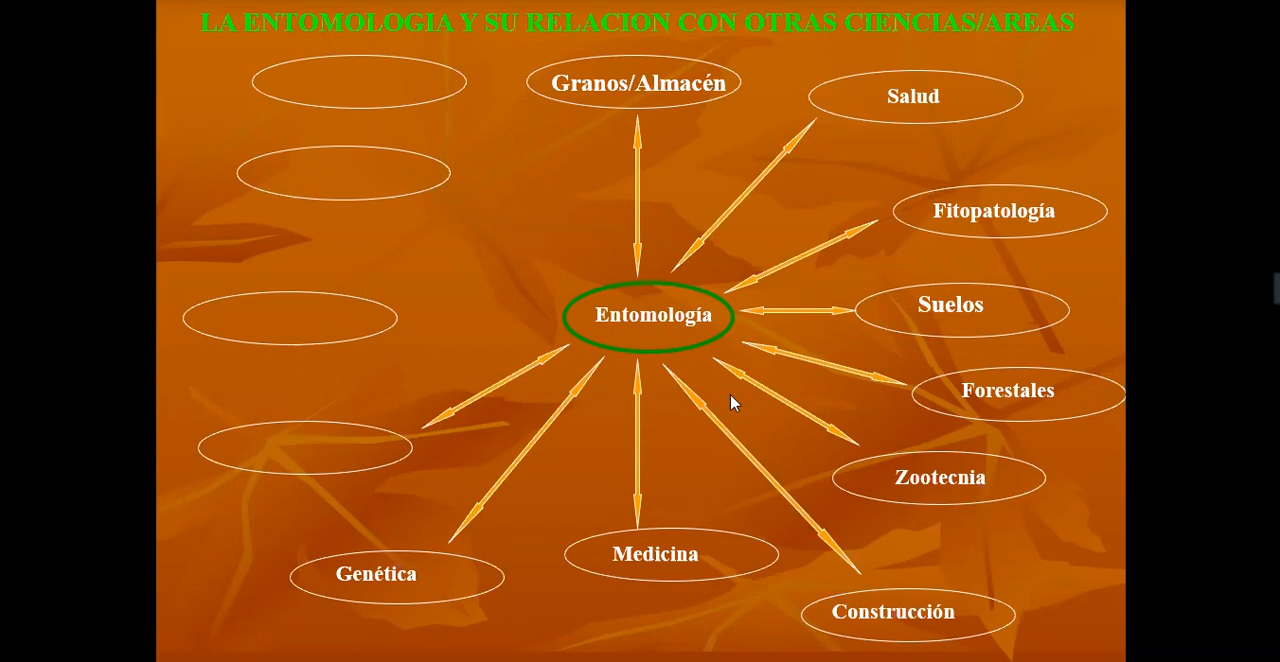 LA ENTOMOLOGIA Y SU RELACION CON OTRAS CIENCIAS/AREAS
Granos/Almacén
Salud
Fitopatología
Suelos
Entomología
Forestales
Zootecnia
Medicina
Genética
Construcción